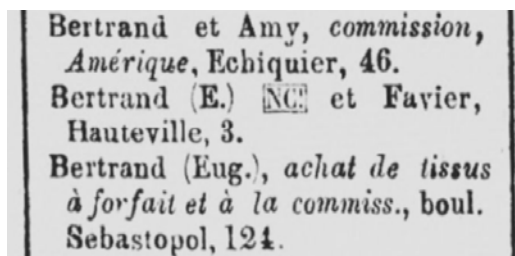 Bertrand et Amy, commission,
Amérique, Echiquier, 46.
Bertrand (E.) NC et Favier,
Hauteville, 3.
Bertrand (Eug.), achat de tissus
à forfait et à la commiss., boul.
Sebastopol, 124.